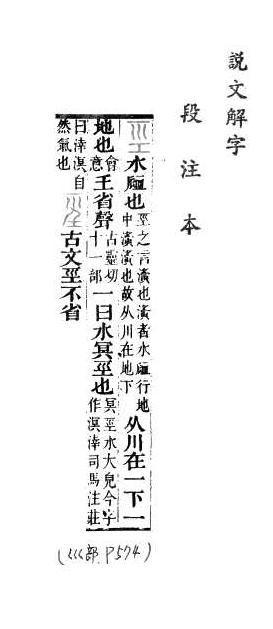 說文解字
段注本
巠 水𧖴也 巠之言濥也濥者水𧖴行地中濥濥也故从川在地下 从川在一下一
地也 會意 王省聲 古靈切十一部 一曰水冥巠也 冥巠水大皃今字作溟涬司馬注莊
曰涬溟自然氣也 古文巠不省
(巛部, P574)